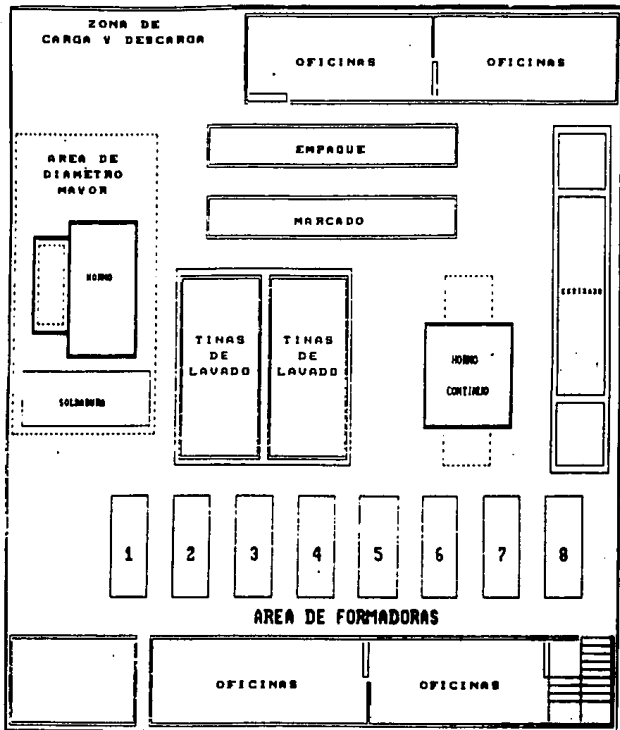 ZONA DE
CARGA Y DESCARGA
OFICINAS
OFICINAS
EMPAQUE
AREA DE
DIAMETRO
MAYOR
MARCADO
HORNO
ESTIRADO
TINAS
DE
LAVADO
TINAS
DE
LAVADO
HORNO
CONTINUO
SOLDADURA
1
2
3
4
5
6
7
8
AREA DE FORMADORAS
OFICINAS
OFICINAS